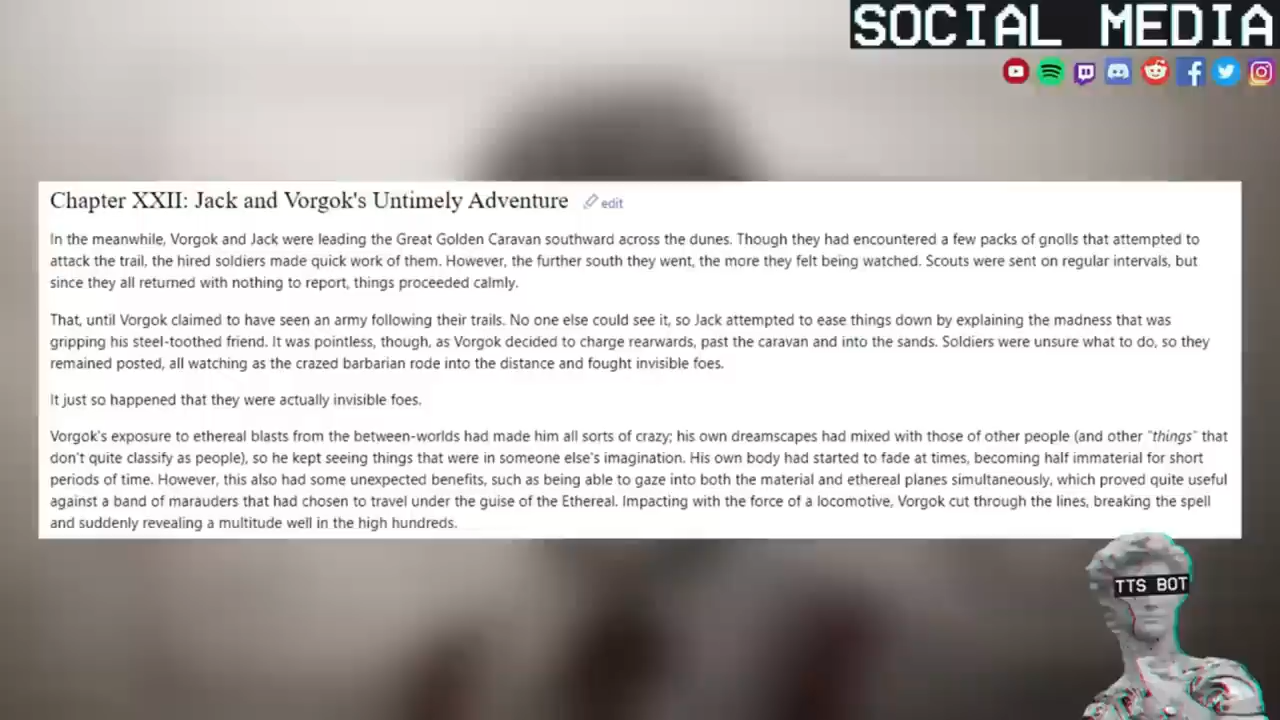 SOCIAL MEDIA
Chapter XXII: Jack and Vorgok's Untimely Adventure edit
In the meanwhile, Vorgok and Jack were leading the Great Golden Caravan southward across the dunes. Though they had encountered a few packs of gnolls that attempted to
attack the trail, the hired soldiers made quick work of them. However, the further south they went, the more they felt being watched. Scouts were sent on regular intervals, but
since they all returned with nothing to report, things proceeded calmly.
That, until Vorgok claimed to have seen an army following their trails. No one else could see it, so Jack attempted to ease things down by explaining the madness that was
gripping his steel-toothed friend. It was pointless, though, as Vorgok decided to charge rearwards, past the caravan and into the sands. Soldiers were unsure what to do, so they
remained posted, all watching as the crazed barbarian rode into the distance and fought invisible foes.
It just so happened that they were actually invisible foes.
Vorgok's exposure to ethereal blasts from the between-worlds had made him all sorts of crazy; his own dreamscapes had mixed with those of other people (and other "things" that
don't quite classify as people), so he kept seeing things that were in someone else's imagination. His own body had started to fade at times, becoming half immaterial for short
periods of time. However, this also had some unexpected benefits, such as being able to gaze into both the material and ethereal planes simultaneously, which proved quite useful
against a band of marauders that had chosen to travel under the guise of the Ethereal. Impacting with the force of a locomotive, Vorgok cut through the lines, breaking the spell
and suddenly revealing a multitude well in the high hundreds.
TTS BOT